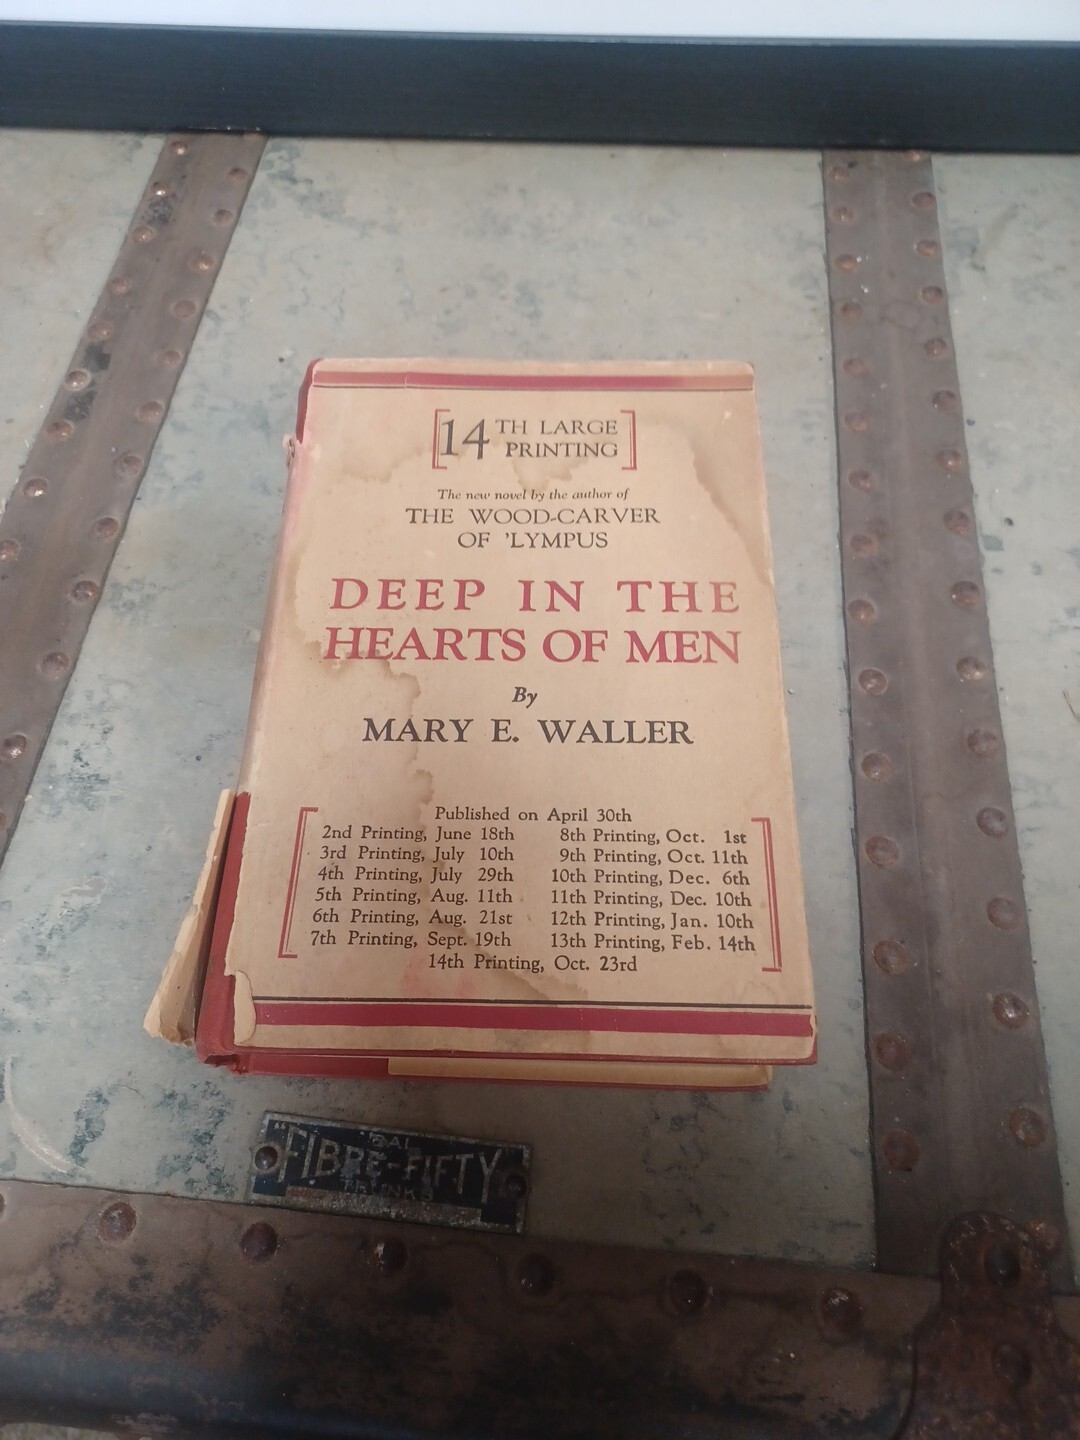 14TH LARGE
PRINTING
The new novel by the author of
THE WOOD-CARVER
OF 'LYMPUS
DEEP IN THE
HEARTS OF MEN
By
MARY E. WALLER
Published on April 30th
2nd Printing, June 18th 8th Printing, Oct. 1st
3rd Printing, July 10th 9th Printing, Oct. 11th
4th Printing, July 29th 10th Printing, Dec. 6th
5th Printing, Aug. 11th 11th Printing, Dec. 10th
6th Printing, Aug. 21st 12th Printing, Jan. 10th
7th Printing, Sept. 19th 13th Printing, Feb. 14th
14th Printing, Oct. 23rd
"FIBRE-FIFTY"
TRUNKS